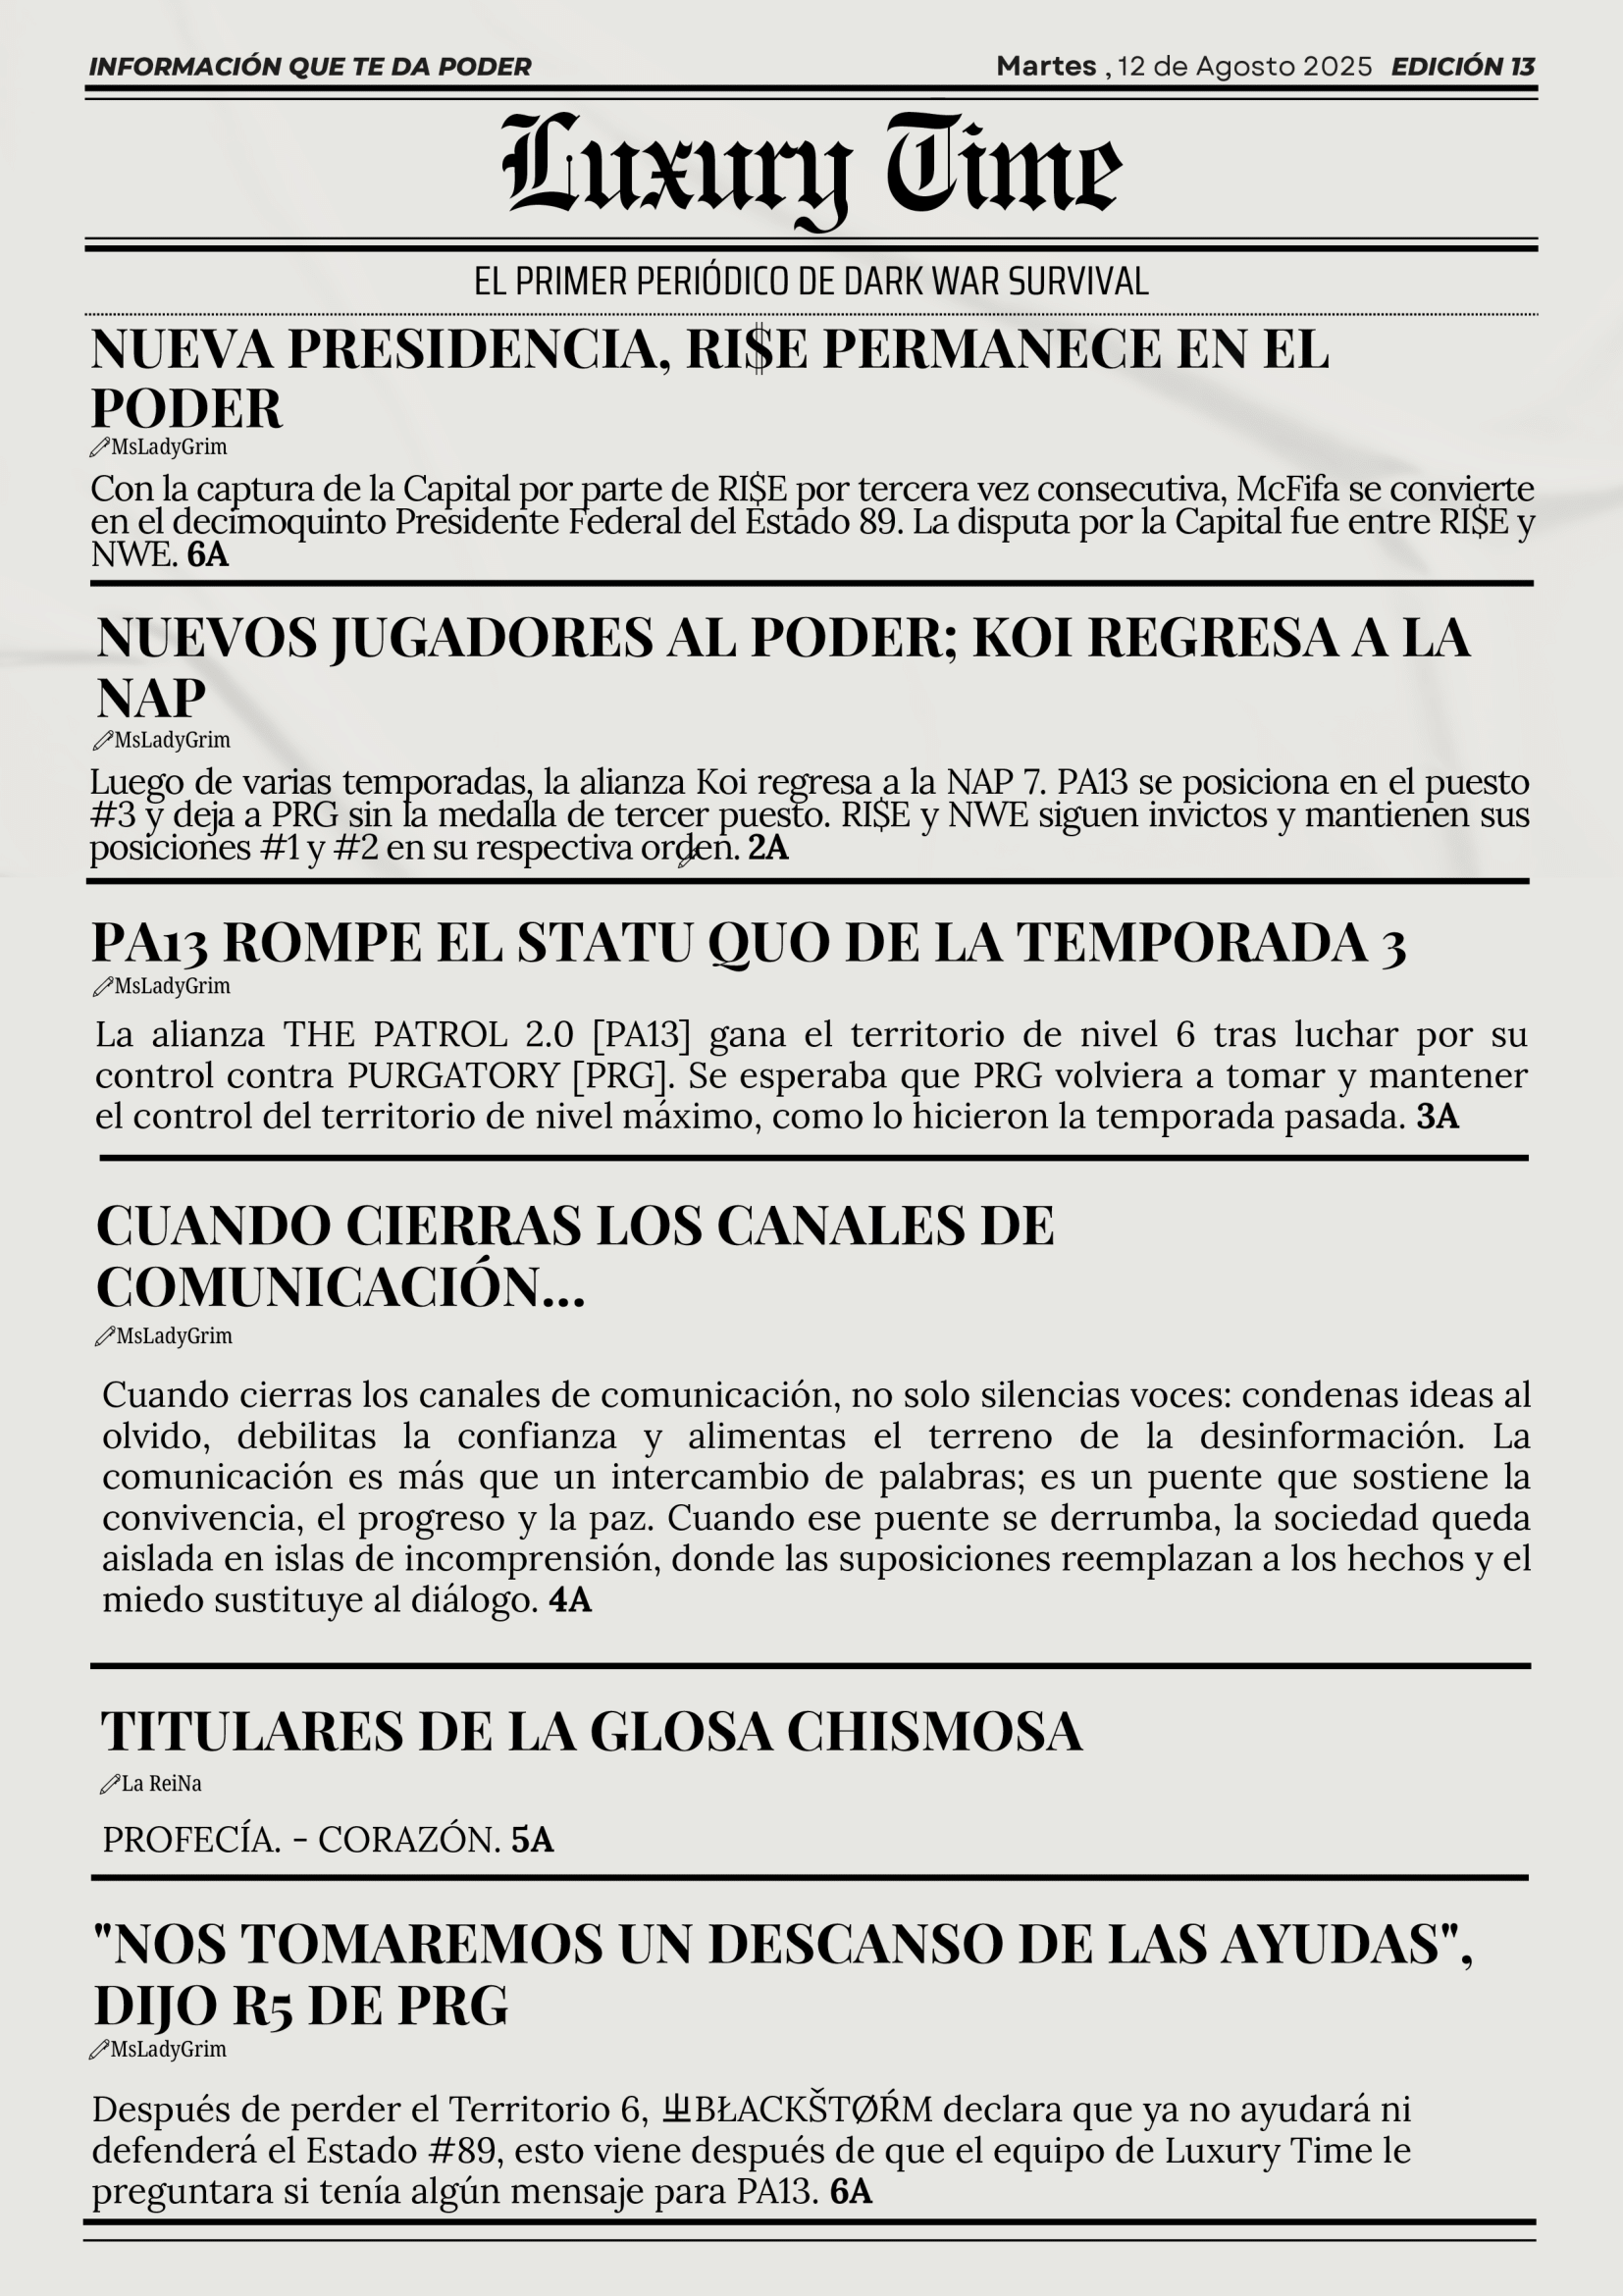 INFORMACIÓN QUE TE DA PODER
Martes , 12 de Agosto 2025 EDICIÓN 13
Luxury Time
EL PRIMER PERIÓDICO DE DARK WAR SURVIVAL
NUEVA PRESIDENCIA, RI$E PERMANECE EN EL
PODER
MsLadyGrim
Con la captura de la Capital por parte de RI$E por tercera vez consecutiva, McFifa se convierte
en el decimoquinto Presidente Federal del Estado 89. La disputa por la Capital fue entre RI$E y
NWE. 6A
NUEVOS JUGADORES AL PODER; KOI REGRESA A LA
NAP
MsLadyGrim
Luego de varias temporadas, la alianza Koi regresa a la NAP 7. PA13 se posiciona en el puesto
#3 y deja a PRG sin la medalla de tercer puesto. RI$E y NWE siguen invictos y mantienen sus
posiciones #1 y #2 en su respectiva orden. 2A
PA13 ROMPE EL STATU QUO DE LA TEMPORADA 3
MsLadyGrim
La alianza THE PATROL 2.0 [PA13] gana el territorio de nivel 6 tras luchar por su
control contra PURGATORY [PRG]. Se esperaba que PRG volviera a tomar y mantener
el control del territorio de nivel máximo, como lo hicieron la temporada pasada. 3A
CUANDO CIERRAS LOS CANALES DE
COMUNICACIÓN...
MsLadyGrim
Cuando cierras los canales de comunicación, no solo silencias voces: condenas ideas al
olvido, debilitas la confianza y alimentas el terreno de la desinformación. La
comunicación es más que un intercambio de palabras; es un puente que sostiene la
convivencia, el progreso y la paz. Cuando ese puente se derrumba, la sociedad queda
aislada en islas de incomprensión, donde las suposiciones reemplazan a los hechos y el
miedo sustituye al diálogo. 4A
TITULARES DE LA GLOSA CHISMOSA
La ReiNa
PROFECÍA. - CORAZÓN. 5A
"NOS TOMAREMOS UN DESCANSO DE LAS AYUDAS",
DIJO R5 DE PRG
MsLadyGrim
Después de perder el Territorio 6, 㞢BŁACKŠTØŔM declara que ya no ayudará ni
defenderá el Estado #89, esto viene después de que el equipo de Luxury Time le
preguntara si tenía algún mensaje para PA13. 6A